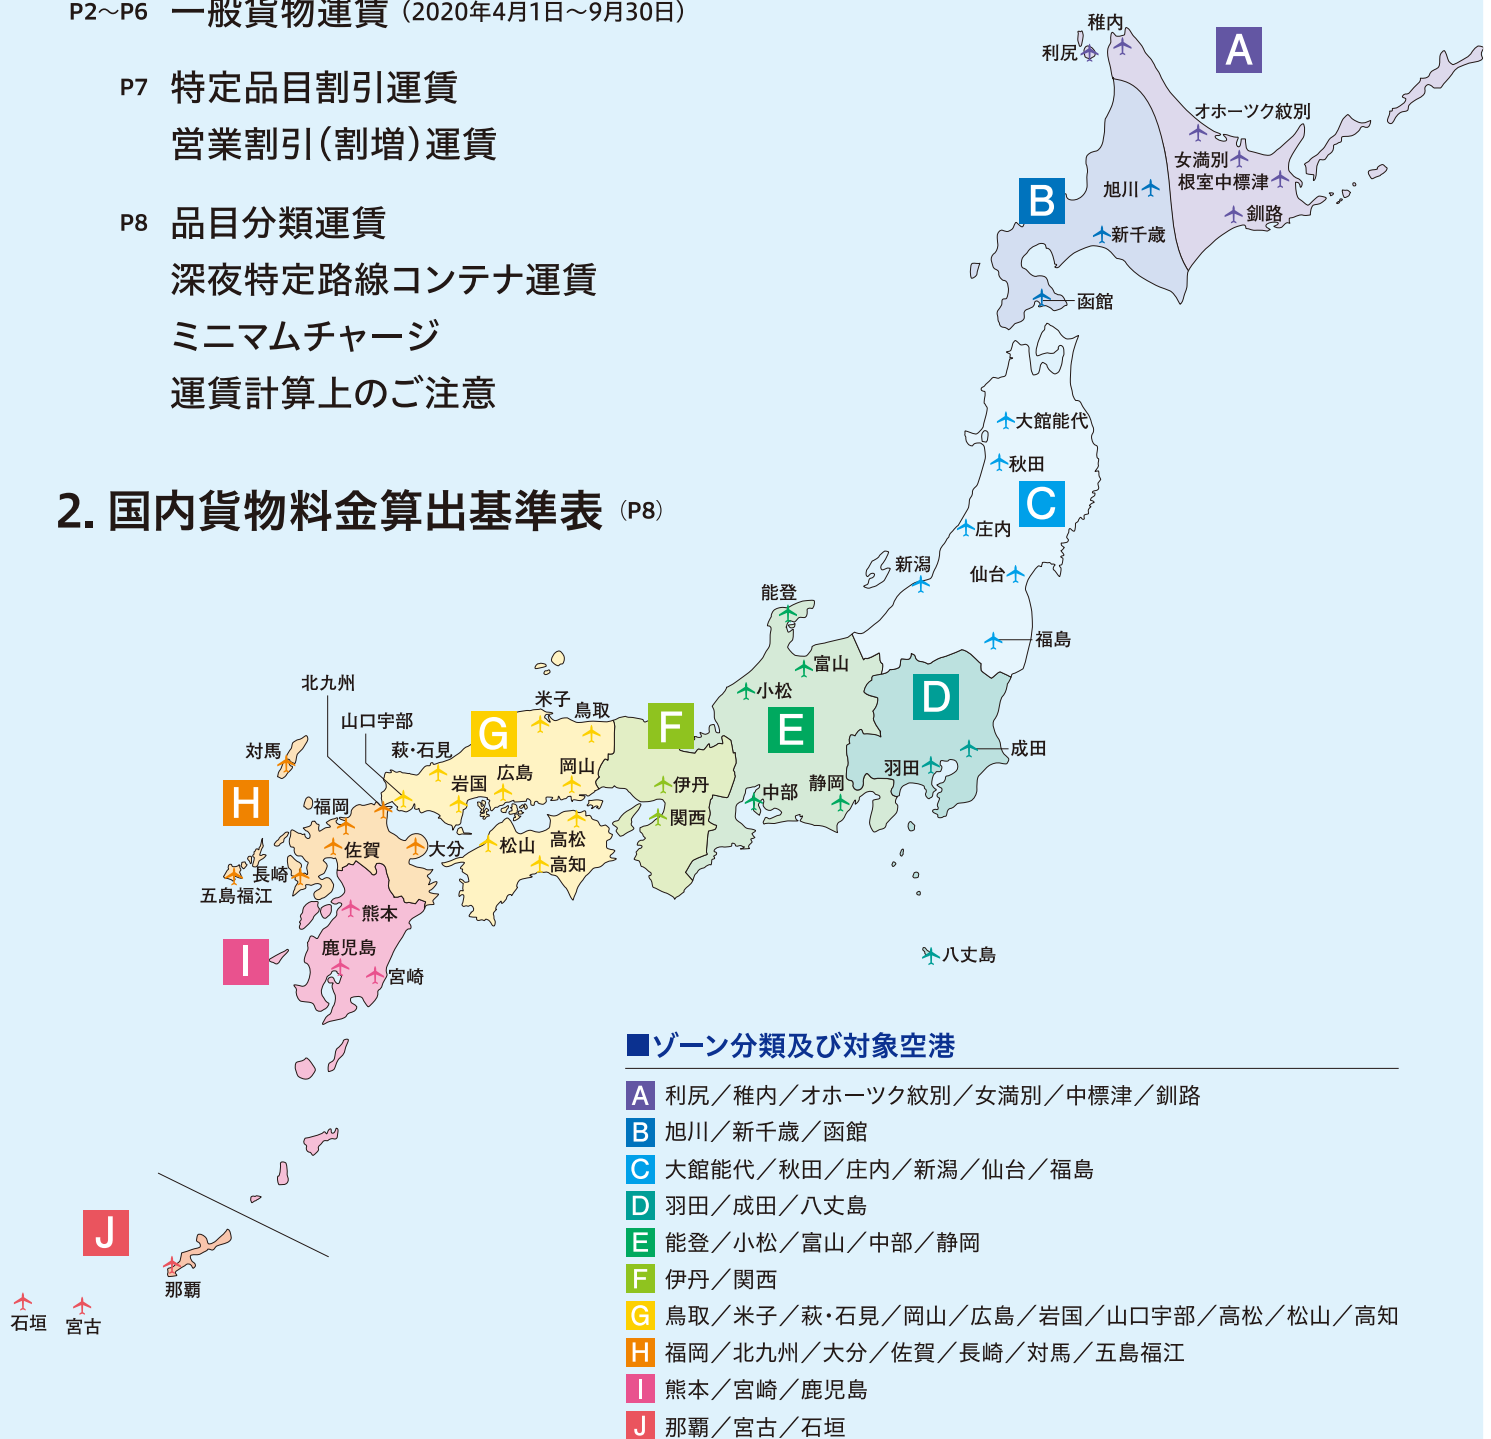 P2〜P6 一般貨物運賃（2020年4月1日〜9月30日）
P7 特定品目割引運賃
営業割引（割増）運賃
P8 品目分類運賃
深夜特定路線コンテナ運賃
ミニマムチャージ
運賃計算上のご注意
2. 国内貨物料金算出基準表（P8）
稚内
利尻
A
オホーツク紋別
女満別
根室中標津
釧路
B
旭川
新千歳
函館
大館能代
秋田
C
庄内
新潟
仙台
福島
能登
富山
小松
D
E
成田
羽田
中部
静岡
八丈島
F
伊丹
関西
G
米子
鳥取
萩・石見
岩国
広島
岡山
北九州
山口宇部
松山
高松
高知
対馬
H
福岡
佐賀
大分
長崎
五島福江
熊本
I
鹿児島
宮崎
J
那覇
石垣
宮古
■ゾーン分類及び対象空港
A 利尻／稚内／オホーツク紋別／女満別／中標津／釧路
B 旭川／新千歳／函館
C 大館能代／秋田／庄内／新潟／仙台／福島
D 羽田／成田／八丈島
E 能登／小松／富山／中部／静岡
F 伊丹／関西
G 鳥取／米子／萩・石見／岡山／広島／岩国／山口宇部／高松／松山／高知
H 福岡／北九州／大分／佐賀／長崎／対馬／五島福江
I 熊本／宮崎／鹿児島
J 那覇／宮古／石垣